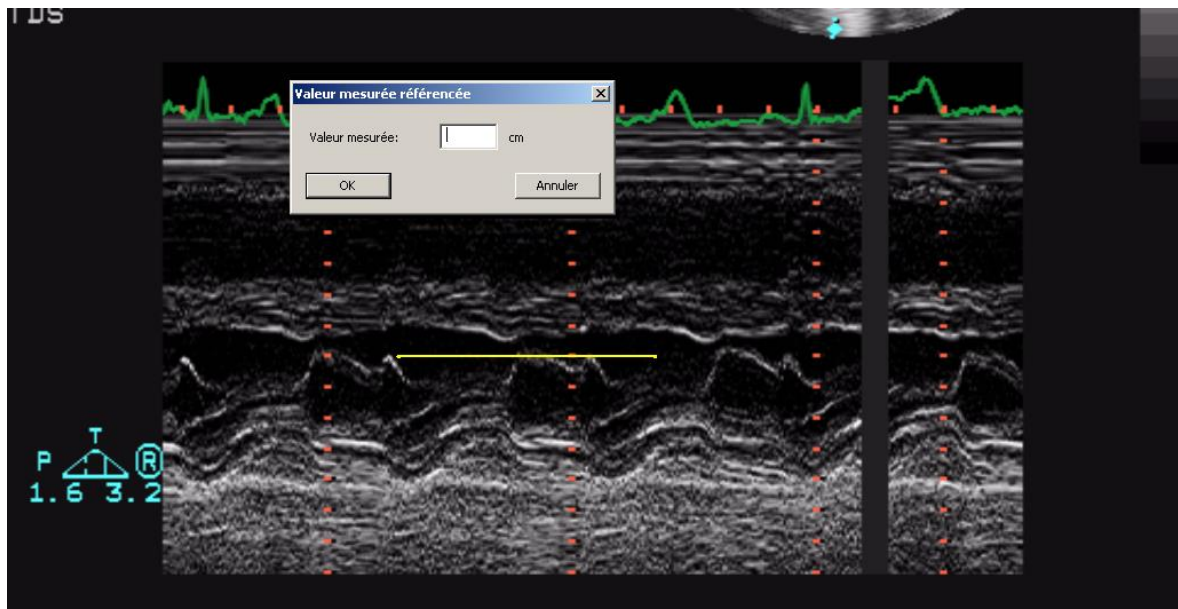 TDS
Valeur mesurée référencée
Valeur mesurée:
cm
OK
Annuler
T
P
R
1.6 3.2